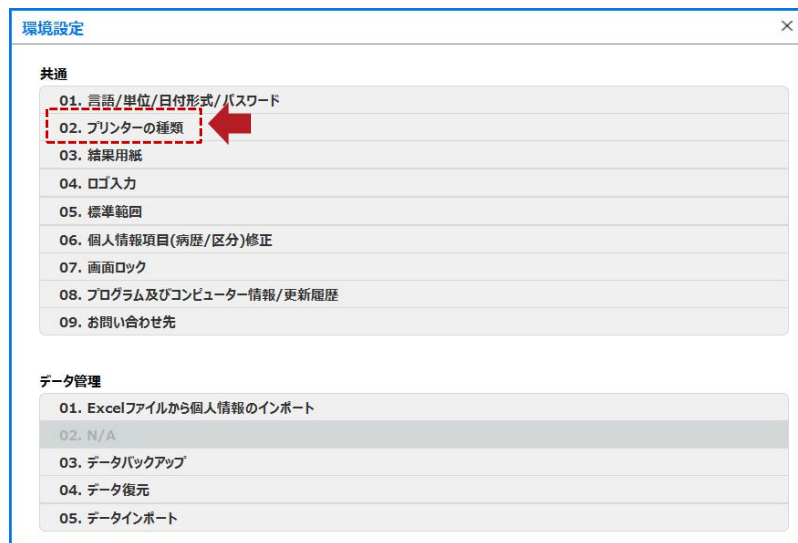 環境設定
共通
01. 言語/単位/日付形式/パスワード
02. プリンターの種類
03. 結果用紙
04. ロゴ入力
05. 標準範囲
06. 個人情報項目(病歴/区分)修正
07. 画面ロック
08. プログラム及びコンピューター情報/更新履歴
09. お問い合わせ先
データ管理
01. Excelファイルから個人情報のインポート
02. N/A
03. データバックアップ
04. データ復元
05. データインポート